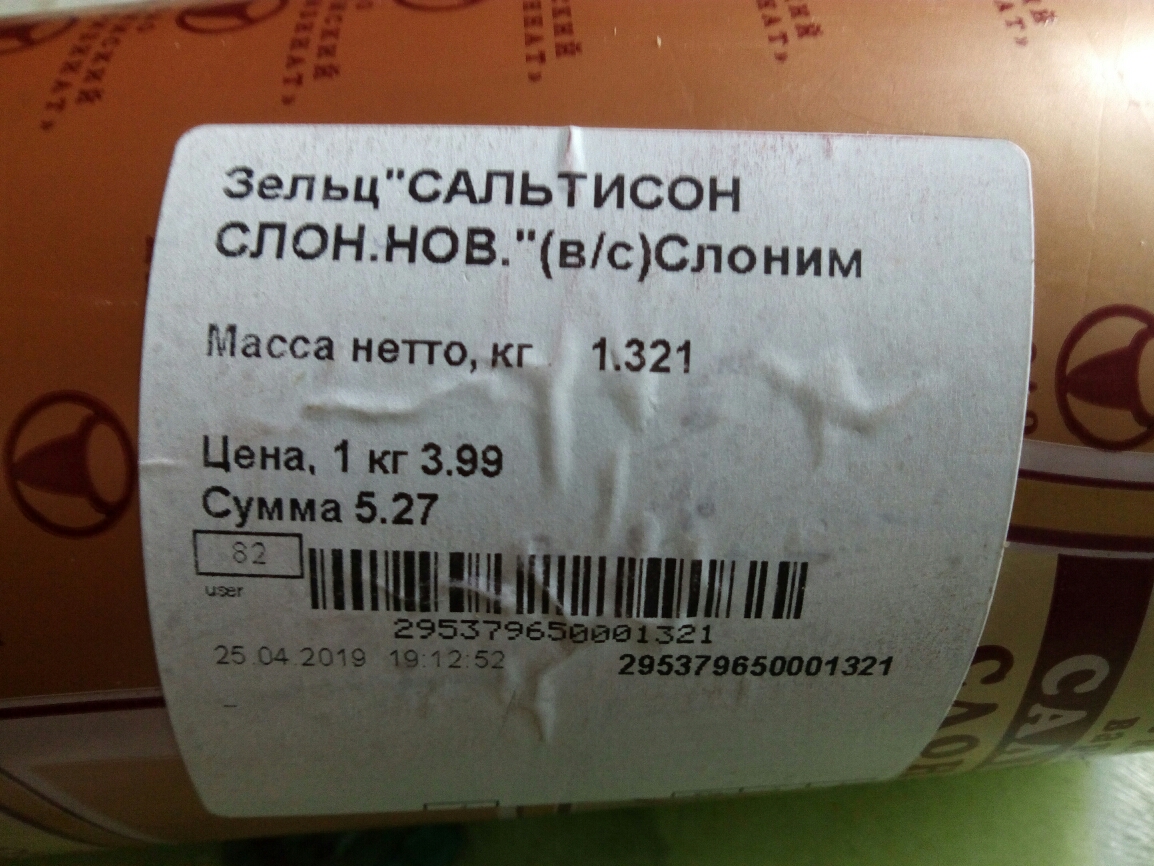 Зельц"САЛЬТИСОН
СЛОН.НОВ."(в/с)Слоним
Масса нетто, кг 1.321
Цена, 1 кг 3.99
Сумма 5.27
82
user
295379650001321
25.04.2019 19:12:52 295379650001321